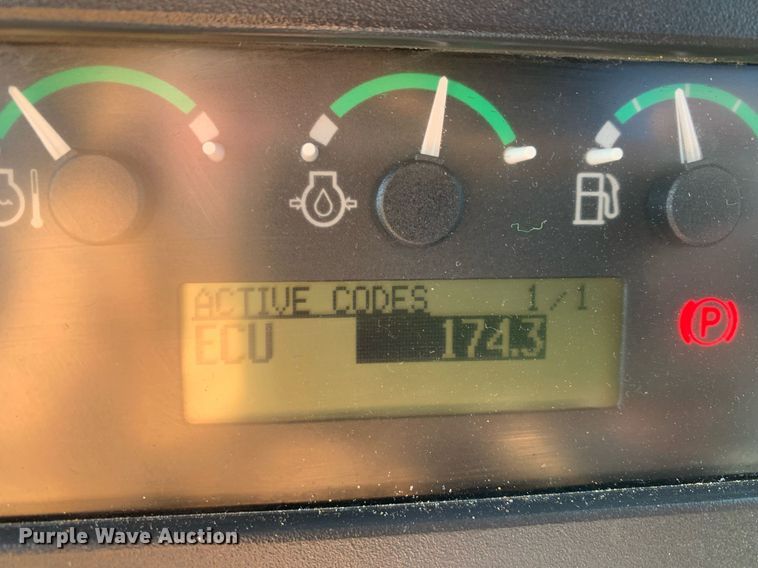 ACTIVE CODES 1/1
ECU 174.3
P
Purple Wave Auction